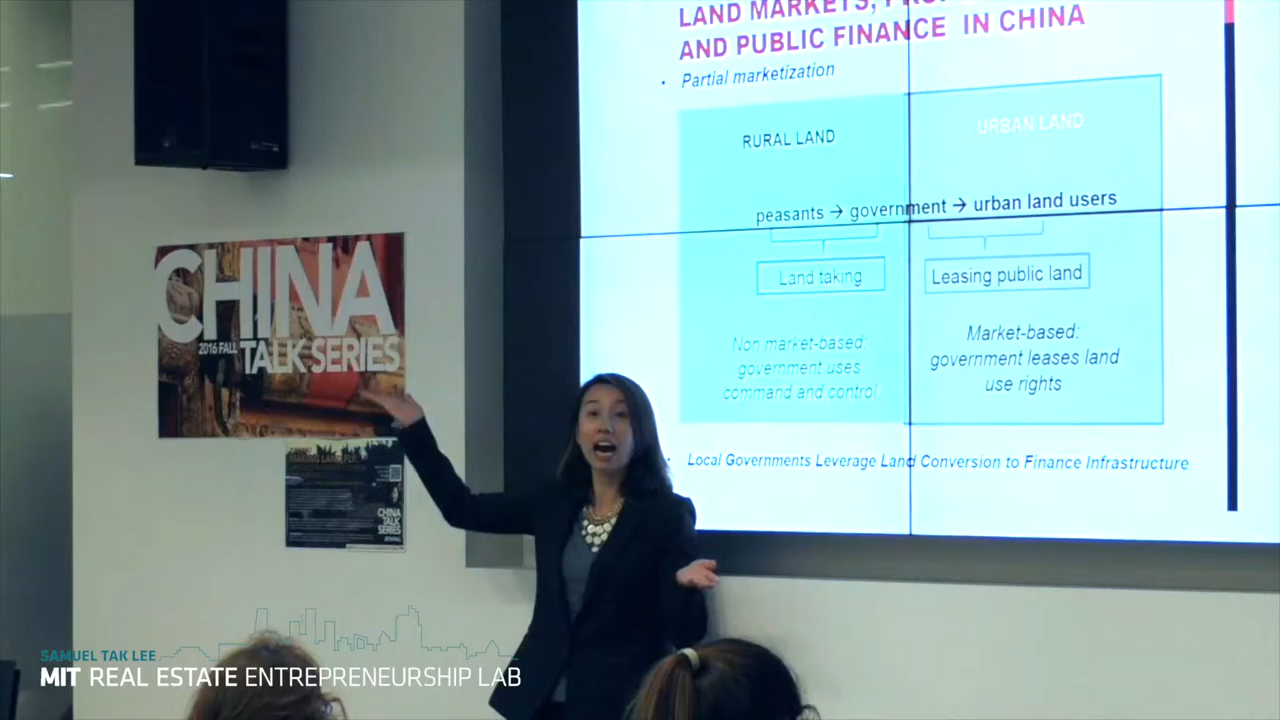 LAND MARKETS,
AND PUBLIC FINANCE IN CHINA
• Partial marketization
RURAL LAND
URBAN LAND
peasants → government → urban land users
Land taking
Leasing public land
Non market-based:
government uses
command and control
Market-based:
government leases land
use rights
• Local Governments Leverage Land Conversion to Finance Infrastructure
CHINA
2016 FALL TALK SERIES
CHINA
TALK
SERIES
SAMUEL TAK LEE
MIT REAL ESTATE ENTREPRENEURSHIP LAB